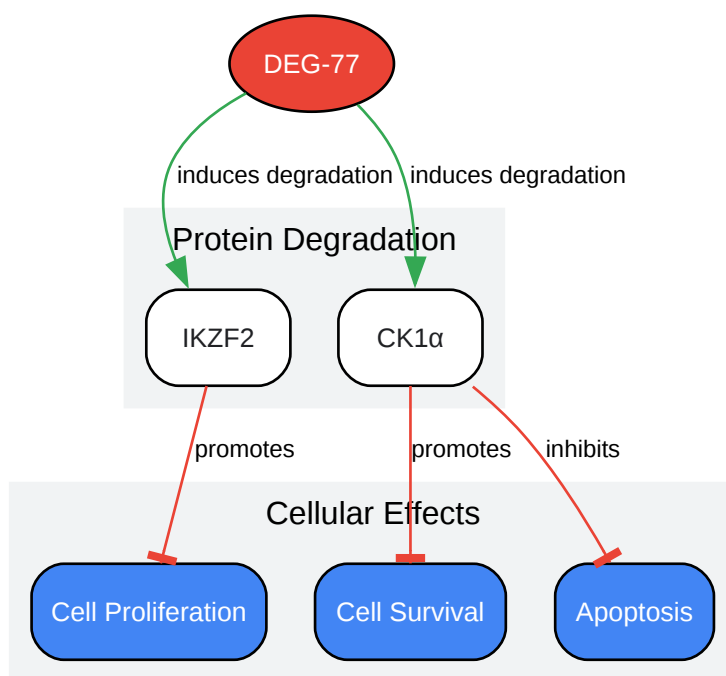 DEG-77
induces degradation
induces degradation
Protein Degradation
IKZF2
CK1α
promotes
promotes
inhibits
Cellular Effects
Cell Proliferation
Cell Survival
Apoptosis